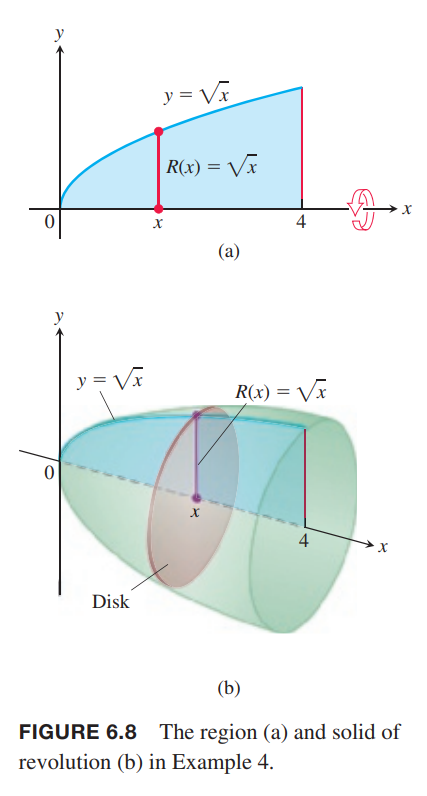 y
y = √x
R(x) = √x
0
x
4
x
(a)
y
y = √x
R(x) = √x
0
x
4
x
Disk
(b)
FIGURE 6.8 The region (a) and solid of
revolution (b) in Example 4.